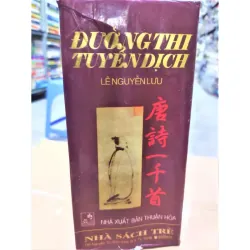 ĐƯỜNG THI
TUYỂN DỊCH
LÊ NGUYỄN LƯU
唐詩一千首
NHÀ XUẤT BẢN THUẬN HÓA
NHÀ SÁCH TRẺ